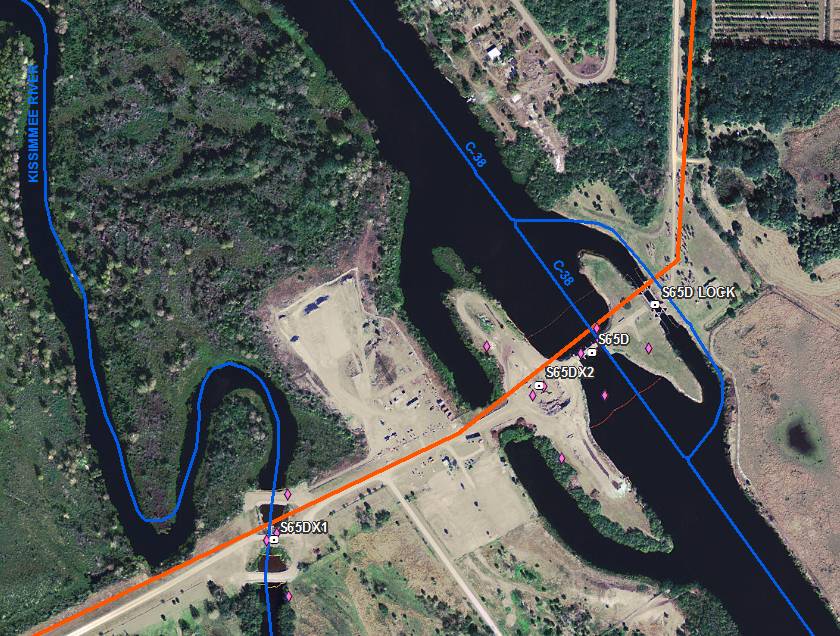 KISSIMMEE RIVER
C-38
C-38
S65D LOCK
S65D
S65DX2
S65DX1